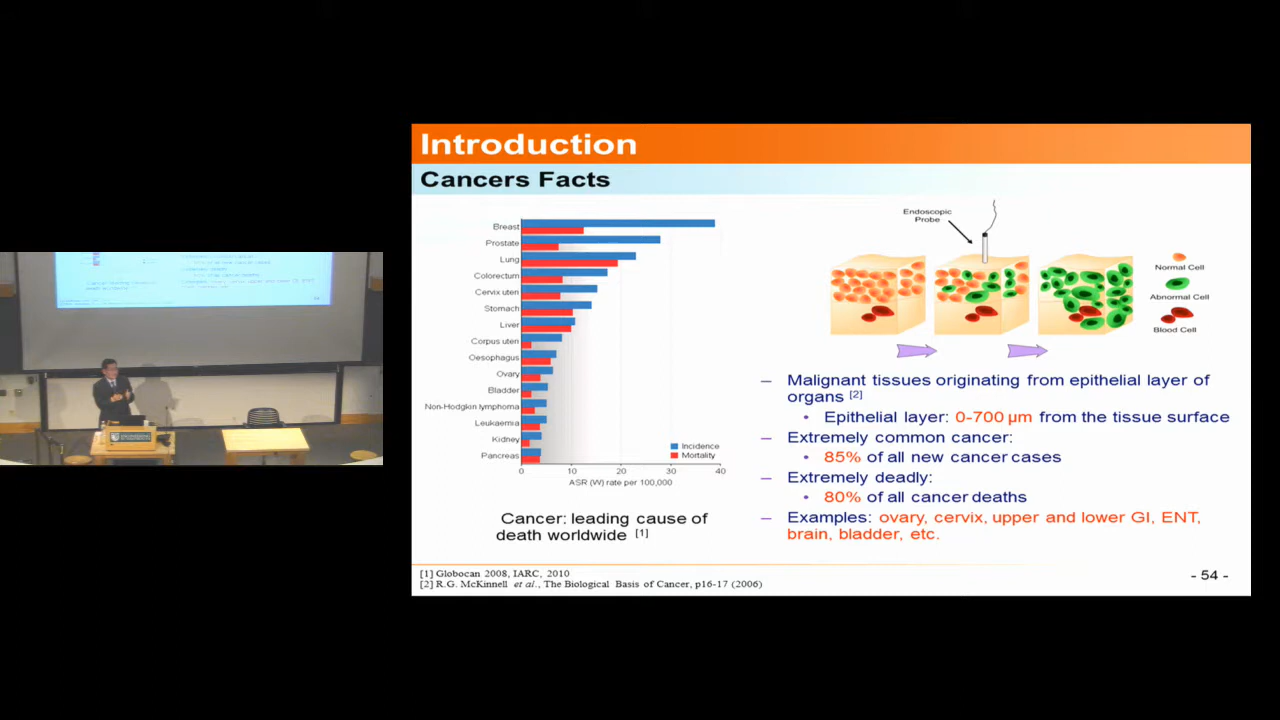 Introduction
Cancers Facts
Breast
Prostate
Lung
Colorectum
Cervix uteri
Stomach
Liver
Corpus uteri
Oesophagus
Ovary
Bladder
Non-Hodgkin lymphoma
Leukaemia
Kidney
Pancreas
Incidence
Mortality
0 10 20 30 40
ASR (W) rate per 100,000
Cancer: leading cause of
death worldwide [1]
Endoscopic
Probe
Normal Cell
Abnormal Cell
Blood Cell
– Malignant tissues originating from epithelial layer of
organs [2]
• Epithelial layer: 0-700 µm from the tissue surface
– Extremely common cancer:
• 85% of all new cancer cases
– Extremely deadly:
• 80% of all cancer deaths
– Examples: ovary, cervix, upper and lower GI, ENT,
brain, bladder, etc.
[1] Globocan 2008, IARC, 2010
[2] R.G. McKinnell et al., The Biological Basis of Cancer, p16-17 (2006)
- 54 -